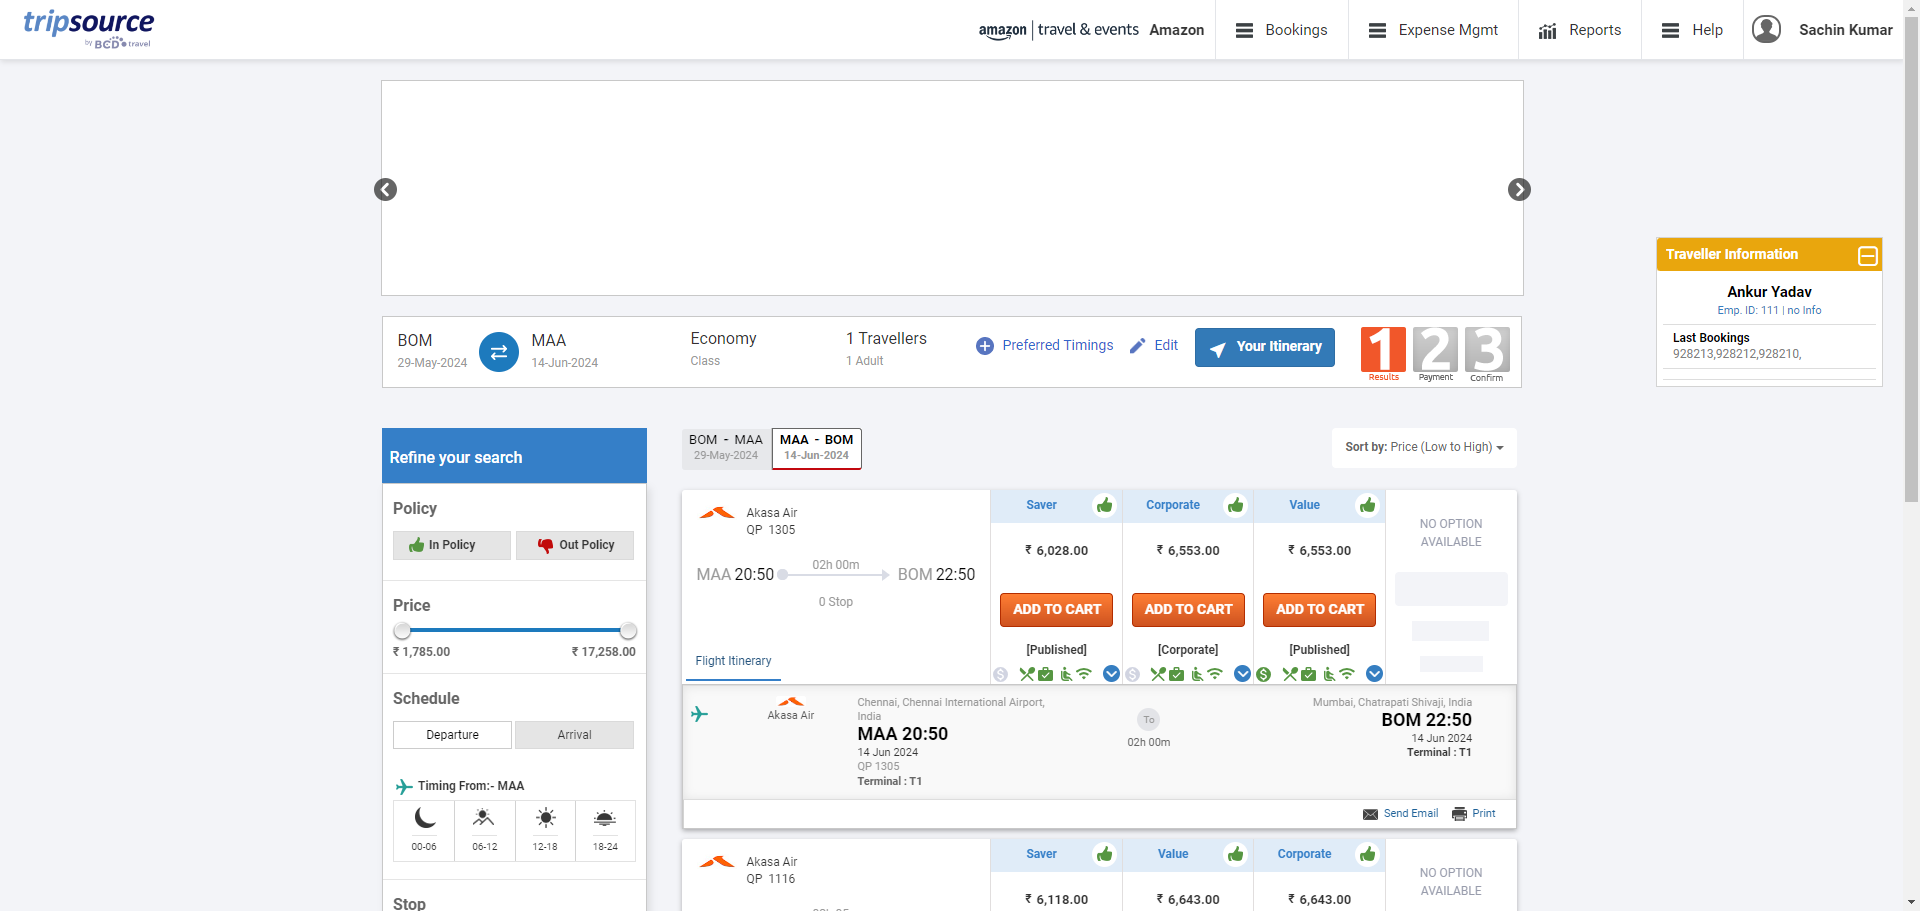 tripsource
by BCD travel
amazon | travel & events Amazon
Bookings
Expense Mgmt
Reports
Help
Sachin Kumar
Traveller Information
Ankur Yadav
Emp. ID: 111 | no Info
Last Bookings
928213,928212,928210,
BOM
29-May-2024
MAA
14-Jun-2024
Economy
Class
1 Travellers
1 Adult
Preferred Timings
Edit
Your Itinerary
1 Results
2 Payment
3 Confirm
Refine your search
Policy
In Policy
Out Policy
Price
₹ 1,785.00
₹ 17,258.00
Schedule
Departure
Arrival
Timing From:- MAA
00-06
06-12
12-18
18-24
Stop
BOM - MAA
29-May-2024
MAA - BOM
14-Jun-2024
Sort by: Price (Low to High)
Akasa Air
QP 1305
MAA 20:50
02h 00m
BOM 22:50
0 Stop
Flight Itinerary
Saver
₹ 6,028.00
ADD TO CART
[Published]
Corporate
₹ 6,553.00
ADD TO CART
[Corporate]
Value
₹ 6,553.00
ADD TO CART
[Published]
NO OPTION
AVAILABLE
Akasa Air
Chennai, Chennai International Airport,
India
MAA 20:50
14 Jun 2024
QP 1305
Terminal : T1
To
02h 00m
Mumbai, Chatrapati Shivaji, India
BOM 22:50
14 Jun 2024
Terminal : T1
Send Email
Print
Akasa Air
QP 1116
Saver
₹ 6,118.00
Value
₹ 6,643.00
Corporate
₹ 6,643.00
NO OPTION
AVAILABLE